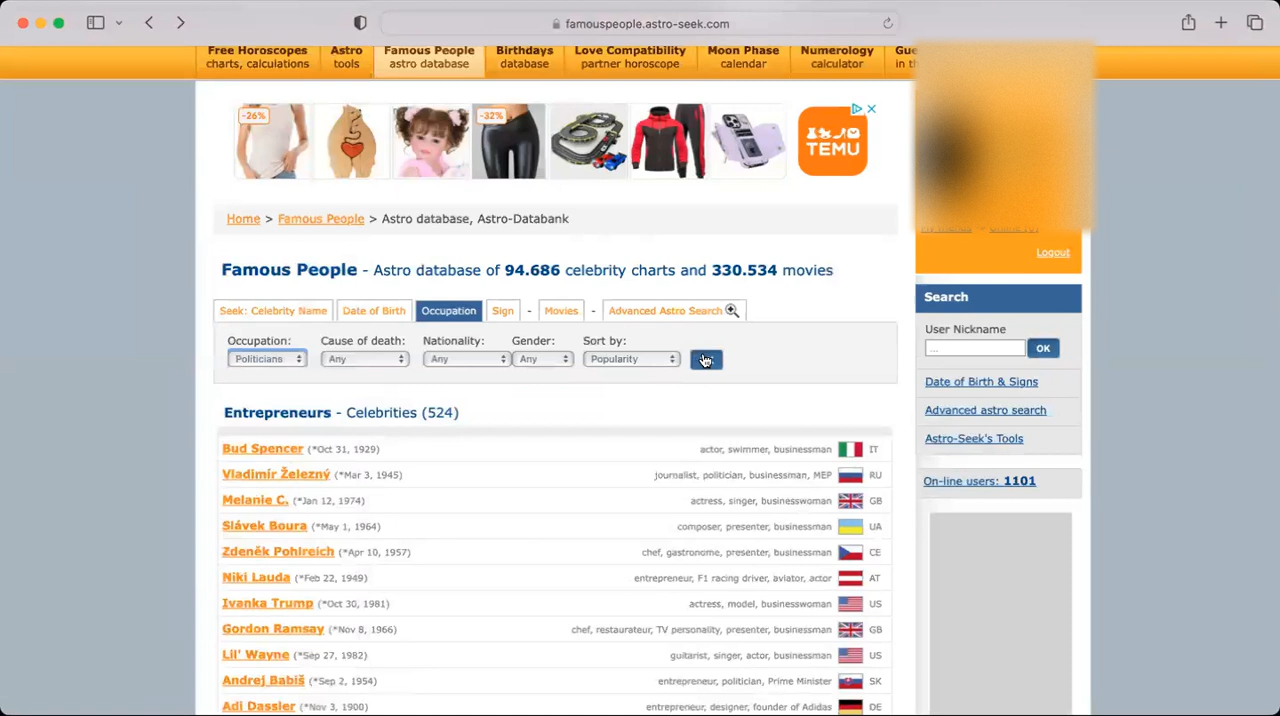 famouspeople.astro-seek.com
Free Horoscopes
charts, calculations
Astro
tools
Famous People
astro database
Birthdays
database
Love Compatibility
partner horoscope
Moon Phase
calendar
Numerology
calculator
-26%
-32%
TEMU
Home > Famous People > Astro database, Astro-Databank
Logout
Famous People - Astro database of 94.686 celebrity charts and 330.534 movies
Search
Seek: Celebrity Name Date of Birth Occupation Sign - Movies - Advanced Astro Search
User Nickname
... OK
Occupation: Cause of death: Nationality: Gender: Sort by:
Politicians Any Any Any Popularity
Date of Birth & Signs
Advanced astro search
Astro-Seek's Tools
On-line users: 1101
Entrepreneurs - Celebrities (524)
Bud Spencer (*Oct 31, 1929) actor, swimmer, businessman IT
Vladimír Železný (*Mar 3, 1945) journalist, politician, businessman, MEP RU
Melanie C. (*Jan 12, 1974) actress, singer, businesswoman GB
Slávek Boura (*May 1, 1964) composer, presenter, businessman UA
Zdeněk Pohlreich (*Apr 10, 1957) chef, gastronome, presenter, businessman CE
Niki Lauda (*Feb 22, 1949) entrepreneur, F1 racing driver, aviator, actor AT
Ivanka Trump (*Oct 30, 1981) actress, model, businesswoman US
Gordon Ramsay (*Nov 8, 1966) chef, restaurateur, TV personality, presenter, businessman GB
Lil' Wayne (*Sep 27, 1982) guitarist, singer, actor, businessman US
Andrej Babiš (*Sep 2, 1954) entrepreneur, politician, Prime Minister SK
Adi Dassler (*Nov 3, 1900) entrepreneur, designer, founder of Adidas DE